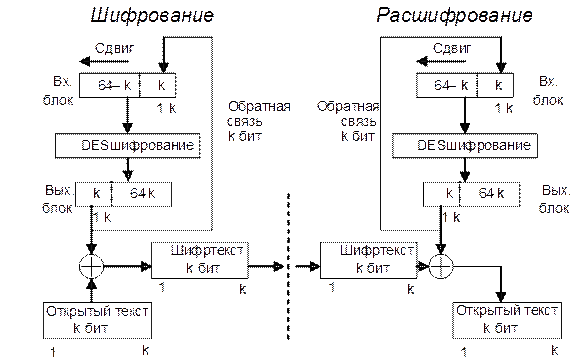 Шифрование
Расшифрование
Сдвиг
Вх.
блок
64– k
k
1 k
Обратная
связь
k бит
DESшифрование
Вых.
блок
k
64 k
1 k
Шифртекст
k бит
1
k
Открытый текст
k бит
1
k
Сдвиг
64– k
k
Вх.
блок
1 k
Обратная
связь
k бит
DESшифрование
k
64 k
Вых.
блок
1 k
Шифртекст
k бит
1
k
Открытый текст
k бит
1
k